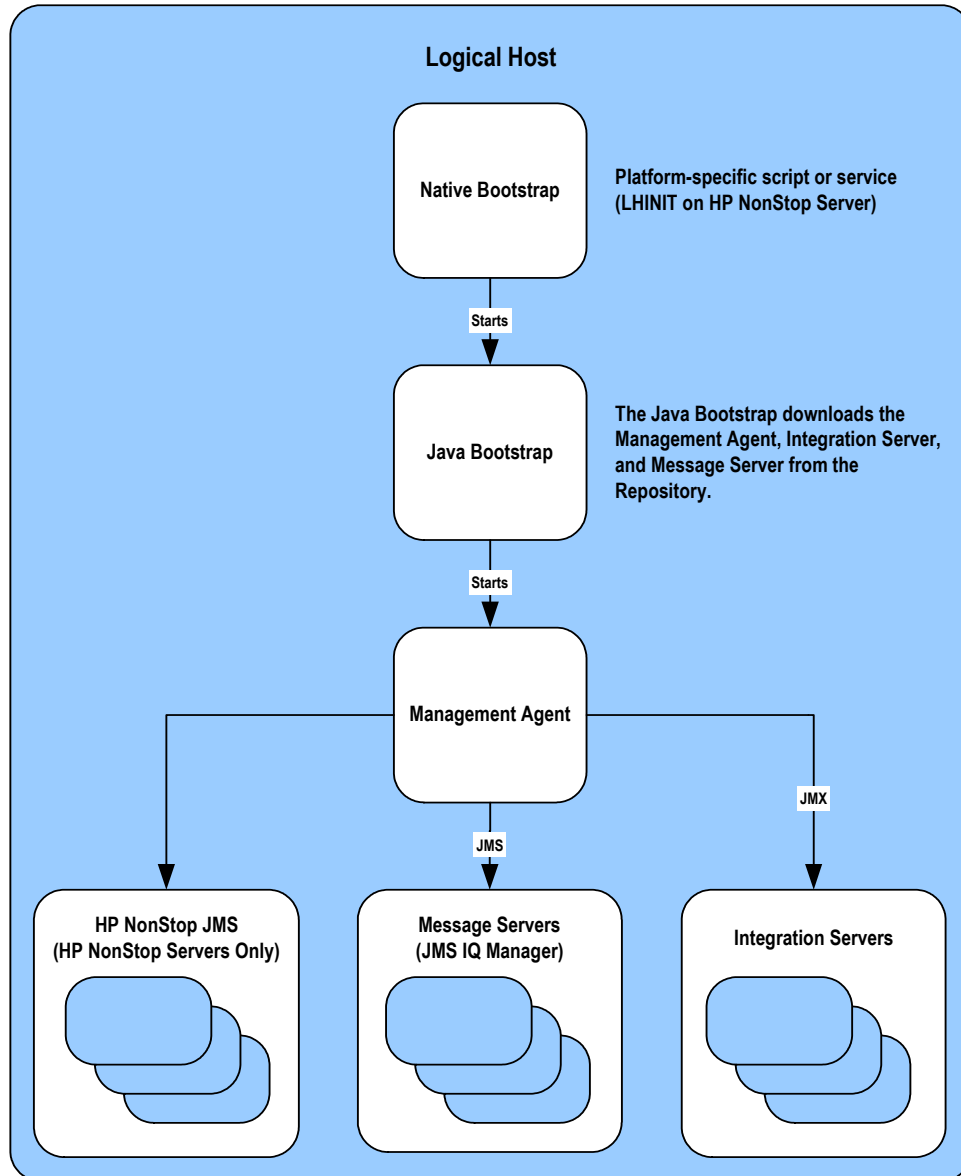 Logical Host
Native Bootstrap
Platform-specific script or service
(LHINIT on HP NonStop Server)
Starts
Java Bootstrap
The Java Bootstrap downloads the
Management Agent, Integration Server,
and Message Server from the
Repository.
Starts
Management Agent
JMX
JMS
HP NonStop JMS
(HP NonStop Servers Only)
Message Servers
(JMS IQ Manager)
Integration Servers